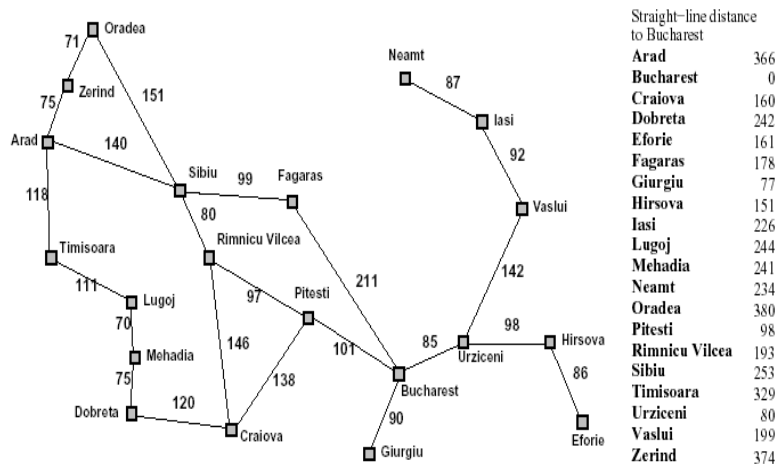 Oradea
71
Neamt
87
Zerind
151
75
Iasi
Arad
140
92
Sibiu
99
Fagaras
118
80
Vaslui
Rimnicu Vilcea
Timisoara
142
111
Pitesti
211
Lugoj
97
70
98
Hirsova
85
146
101
Urziceni
Mehadia
138
86
75
Bucharest
120
90
Dobreta
Craiova
Eforie
Giurgiu
Straight-line distance
to Bucharest
Arad 366
Bucharest 0
Craiova 160
Dobreta 242
Eforie 161
Fagaras 178
Giurgiu 77
Hirsova 151
Iasi 226
Lugoj 244
Mehadia 241
Neamt 234
Oradea 380
Pitesti 98
Rimnicu Vilcea 193
Sibiu 253
Timisoara 329
Urziceni 80
Vaslui 199
Zerind 374